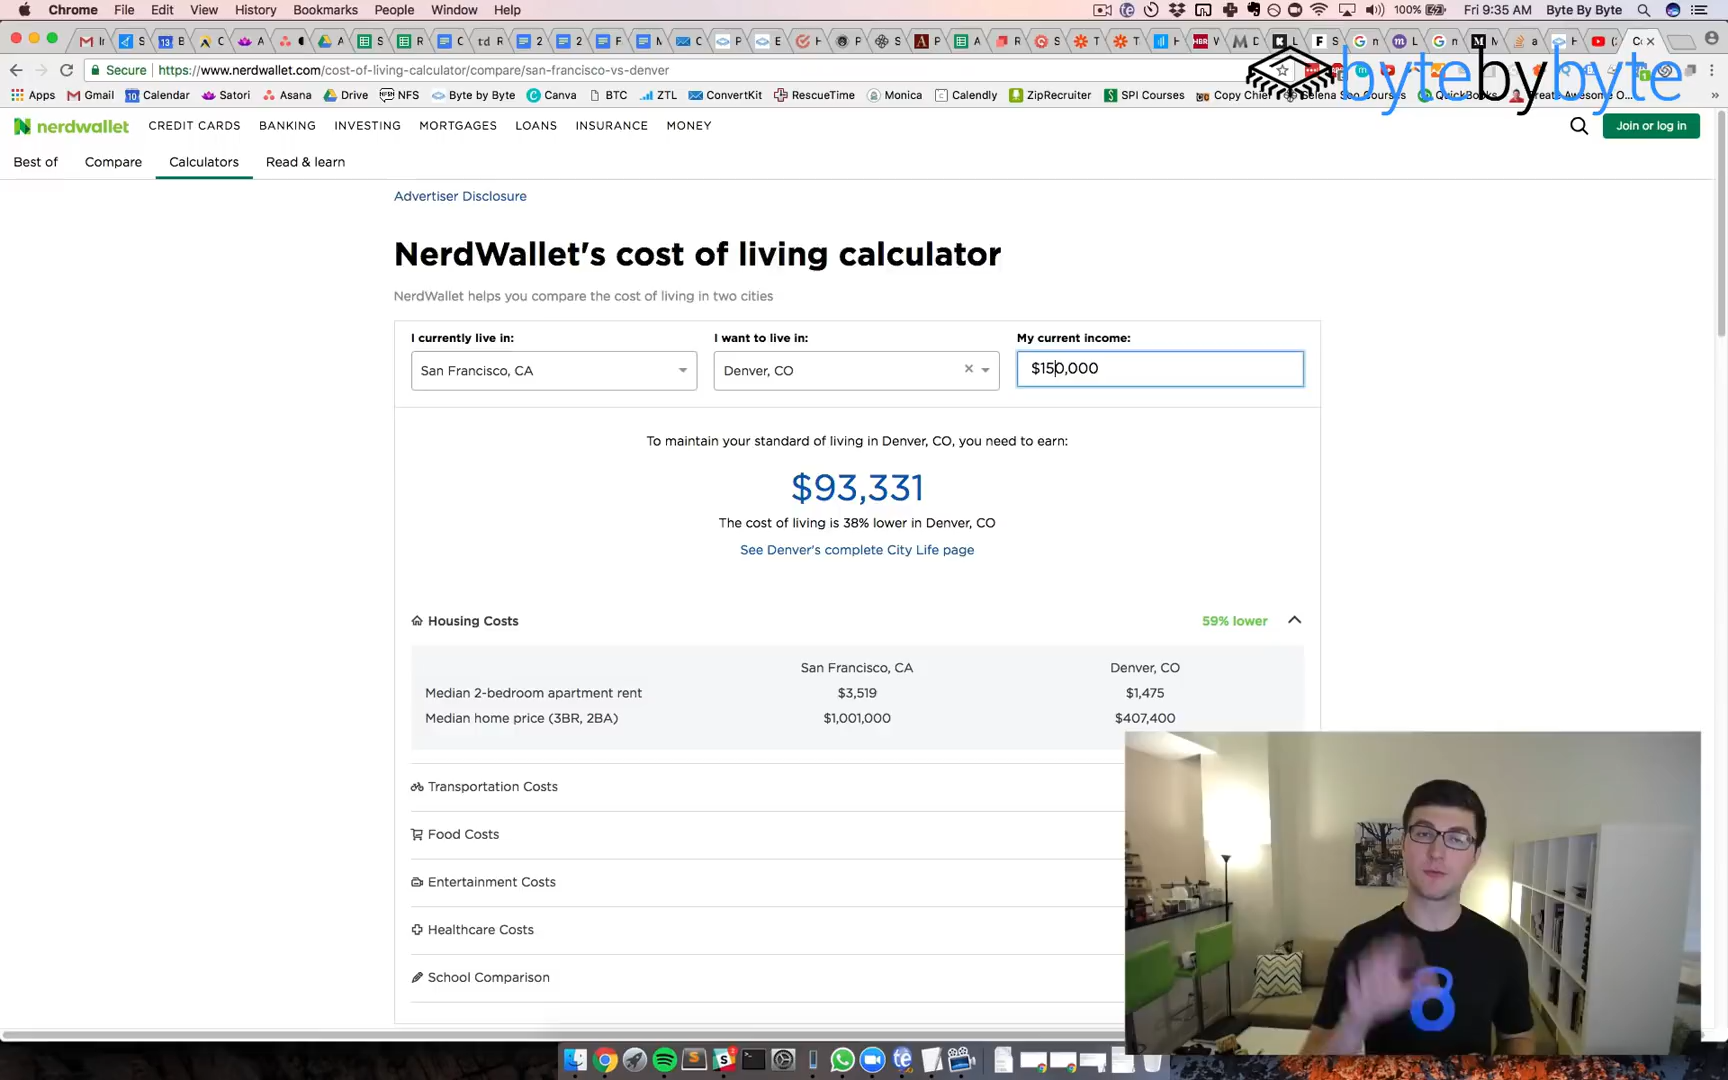 Chrome File Edit View History Bookmarks People Window Help
100% Fri 9:35 AM Byte By Byte
Secure https://www.nerdwallet.com/cost-of-living-calculator/compare/san-francisco-vs-denver
bytebybyte
Apps Gmail Calendar Satori Asana Drive NFS Byte by Byte Canva BTC ZTL ConvertKit RescueTime Monica Calendly ZipRecruiter SPI Courses Copy Chief Selena Soo Courses QuickBooks Create Awesome O...
nerdwallet CREDIT CARDS BANKING INVESTING MORTGAGES LOANS INSURANCE MONEY Join or log in
Best of Compare Calculators Read & learn
Advertiser Disclosure
NerdWallet's cost of living calculator
NerdWallet helps you compare the cost of living in two cities
I currently live in: I want to live in: My current income:
San Francisco, CA Denver, CO $150,000
To maintain your standard of living in Denver, CO, you need to earn:
$93,331
The cost of living is 38% lower in Denver, CO
See Denver's complete City Life page
Housing Costs 59% lower
San Francisco, CA Denver, CO
Median 2-bedroom apartment rent $3,519 $1,475
Median home price (3BR, 2BA) $1,001,000 $407,400
Transportation Costs
Food Costs
Entertainment Costs
Healthcare Costs
School Comparison